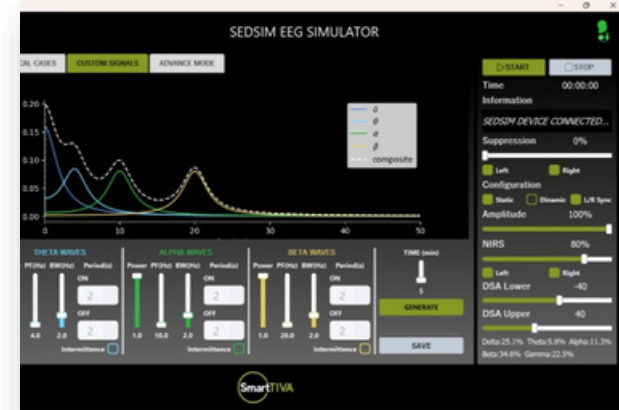 SEDSIM EEG SIMULATOR
AL CASES CUSTOM SIGNALS ADVANCE MODE
▷START □STOP
Time 00:00:00
Information
SEDSIM DEVICE CONNECTED...
Suppression 0%
Left Right
Configuration
Static Dinamic L/R Sync
Amplitude 100%
NIRS 80%
Left Right
DSA Lower -40
DSA Upper 40
Delta:25.1% Theta:5.8% Alpha:11.3%
Beta:34.6% Gamma:22.5%
0.20
0.15
0.10
0.05
0.00
0 10 20 30 40 50
δ
θ
α
β
composite
THETA WAVES
PF(Hz) BW(Hz) Period(s)
ON
2
OFF
2
4.0 2.0
Intermittance
ALPHA WAVES
Power PF(Hz) BW(Hz) Period(s)
ON
2
OFF
2
1.0 10.0 2.0
Intermittance
BETA WAVES
Power PF(Hz) BW(Hz) Period(s)
ON
2
OFF
2
1.0 20.0 2.0
Intermittance
TIME (min)
5
GENERATE
SAVE
SmartTIVA